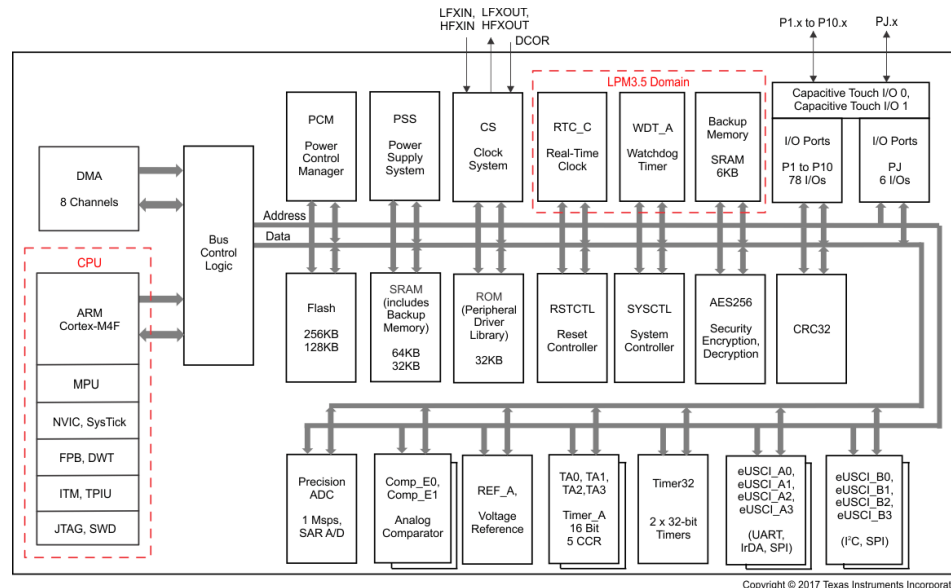 LFXIN,
HFXIN
LFXOUT,
HFXOUT
DCOR
P1.x to P10.x
PJ.x
LPM3.5 Domain
Capacitive Touch I/O 0,
Capacitive Touch I/O 1
PCM
Power
Control
Manager
PSS
Power
Supply
System
CS
Clock
System
RTC_C
Real-Time
Clock
WDT_A
Watchdog
Timer
Backup
Memory
SRAM
6KB
I/O Ports
P1 to P10
78 I/Os
I/O Ports
PJ
6 I/Os
DMA
8 Channels
Bus
Control
Logic
Address
Data
CPU
ARM
Cortex-M4F
MPU
NVIC, SysTick
FPB, DWT
ITM, TPIU
JTAG, SWD
Flash
256KB
128KB
SRAM
(includes
Backup
Memory)
64KB
32KB
ROM
(Peripheral
Driver
Library)
32KB
RSTCTL
Reset
Controller
SYSCTL
System
Controller
AES256
Security
Encryption,
Decryption
CRC32
Precision
ADC
1 Msps,
SAR A/D
Comp_E0,
Comp_E1
Analog
Comparator
REF_A,
Voltage
Reference
TA0, TA1,
TA2,TA3
Timer_A
16 Bit
5 CCR
Timer32
2 x 32-bit
Timers
eUSCI_A0,
eUSCI_A1,
eUSCI_A2,
eUSCI_A3
(UART,
IrDA, SPI)
eUSCI_B0,
eUSCI_B1,
eUSCI_B2,
eUSCI_B3
(I²C, SPI)
Copyright © 2017 Texas Instruments Incorporat